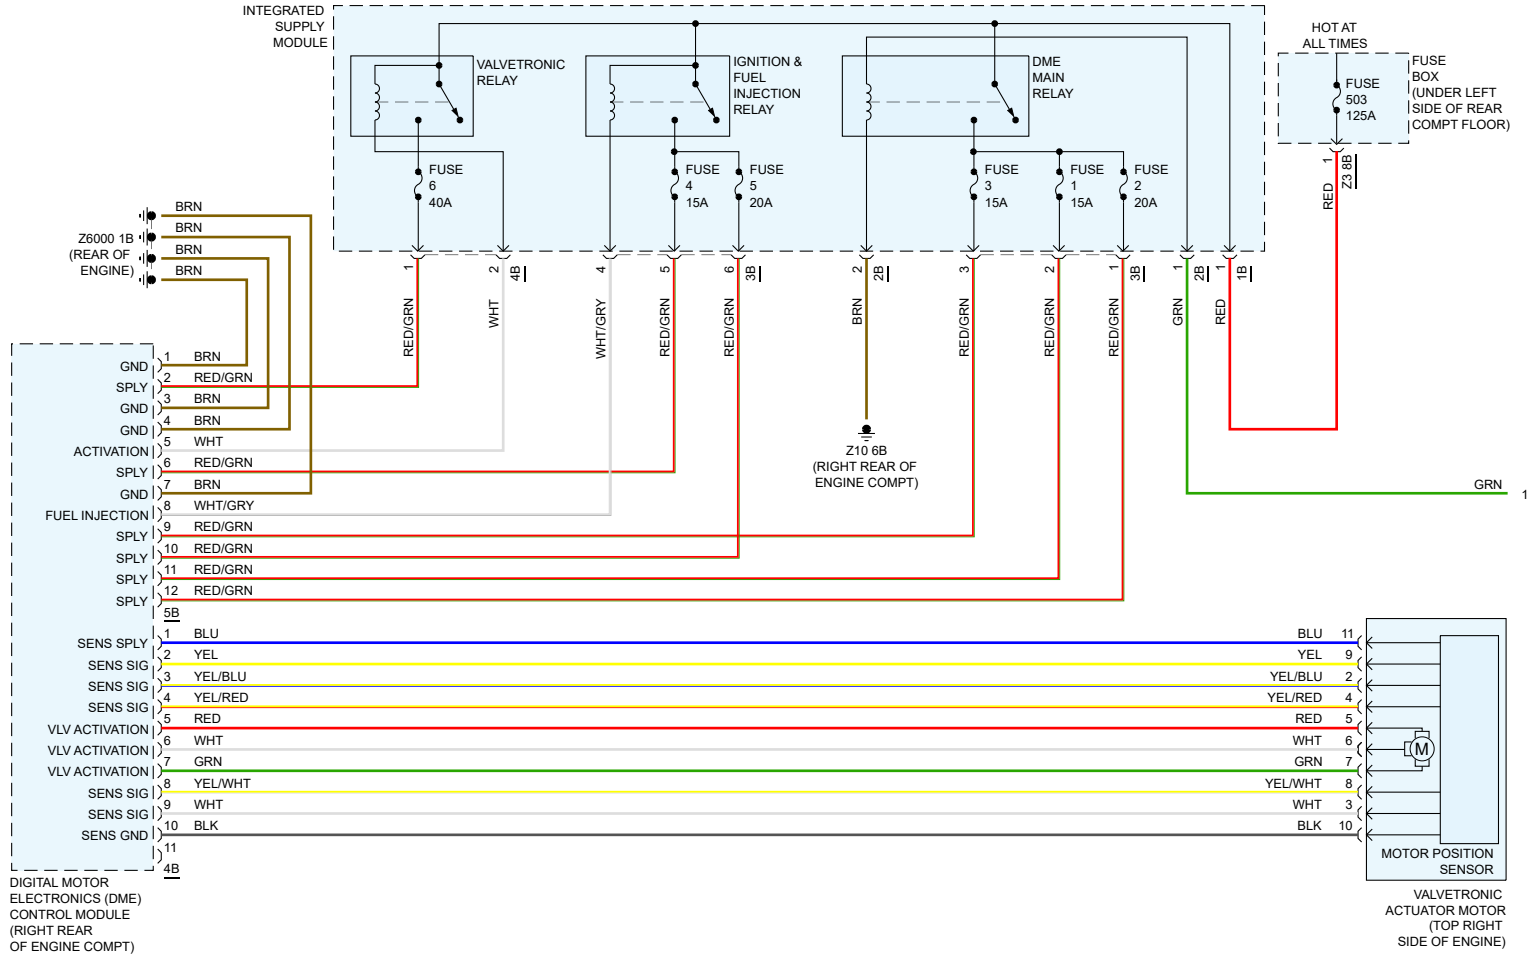 INTEGRATED
SUPPLY
MODULE
VALVETRONIC
RELAY
IGNITION &
FUEL
INJECTION
RELAY
DME
MAIN
RELAY
HOT AT
ALL TIMES
FUSE
503
125A
FUSE
BOX
(UNDER LEFT
SIDE OF REAR
COMPT FLOOR)
FUSE
6
40A
FUSE
4
15A
FUSE
5
20A
FUSE
3
15A
FUSE
1
15A
FUSE
2
20A
1
2
4B
4
5
6
3B
2
2B
3
2
1
3B
1
2B
1
1B
1
Z3 8B
RED/GRN
WHT
WHT/GRY
RED/GRN
RED/GRN
BRN
RED/GRN
RED/GRN
RED/GRN
GRN
RED
RED
BRN
BRN
BRN
BRN
Z6000 1B
(REAR OF
ENGINE)
Z10 6B
(RIGHT REAR OF
ENGINE COMPT)
GRN 1
GND 1 BRN
SPLY 2 RED/GRN
GND 3 BRN
GND 4 BRN
ACTIVATION 5 WHT
SPLY 6 RED/GRN
GND 7 BRN
FUEL INJECTION 8 WHT/GRY
SPLY 9 RED/GRN
SPLY 10 RED/GRN
SPLY 11 RED/GRN
SPLY 12 RED/GRN
5B
SENS SPLY 1 BLU BLU 11
SENS SIG 2 YEL YEL 9
SENS SIG 3 YEL/BLU YEL/BLU 2
SENS SIG 4 YEL/RED YEL/RED 4
VLV ACTIVATION 5 RED RED 5
VLV ACTIVATION 6 WHT WHT 6 M
VLV ACTIVATION 7 GRN GRN 7
SENS SIG 8 YEL/WHT YEL/WHT 8
SENS SIG 9 WHT WHT 3
SENS GND 10 BLK BLK 10
11
4B
MOTOR POSITION
SENSOR
DIGITAL MOTOR
ELECTRONICS (DME)
CONTROL MODULE
(RIGHT REAR
OF ENGINE COMPT)
VALVETRONIC
ACTUATOR MOTOR
(TOP RIGHT
SIDE OF ENGINE)